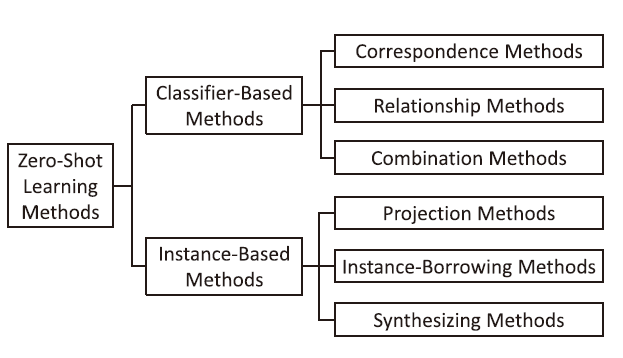 Zero-Shot
Learning
Methods
Classifier-Based
Methods
Correspondence Methods
Relationship Methods
Combination Methods
Instance-Based
Methods
Projection Methods
Instance-Borrowing Methods
Synthesizing Methods